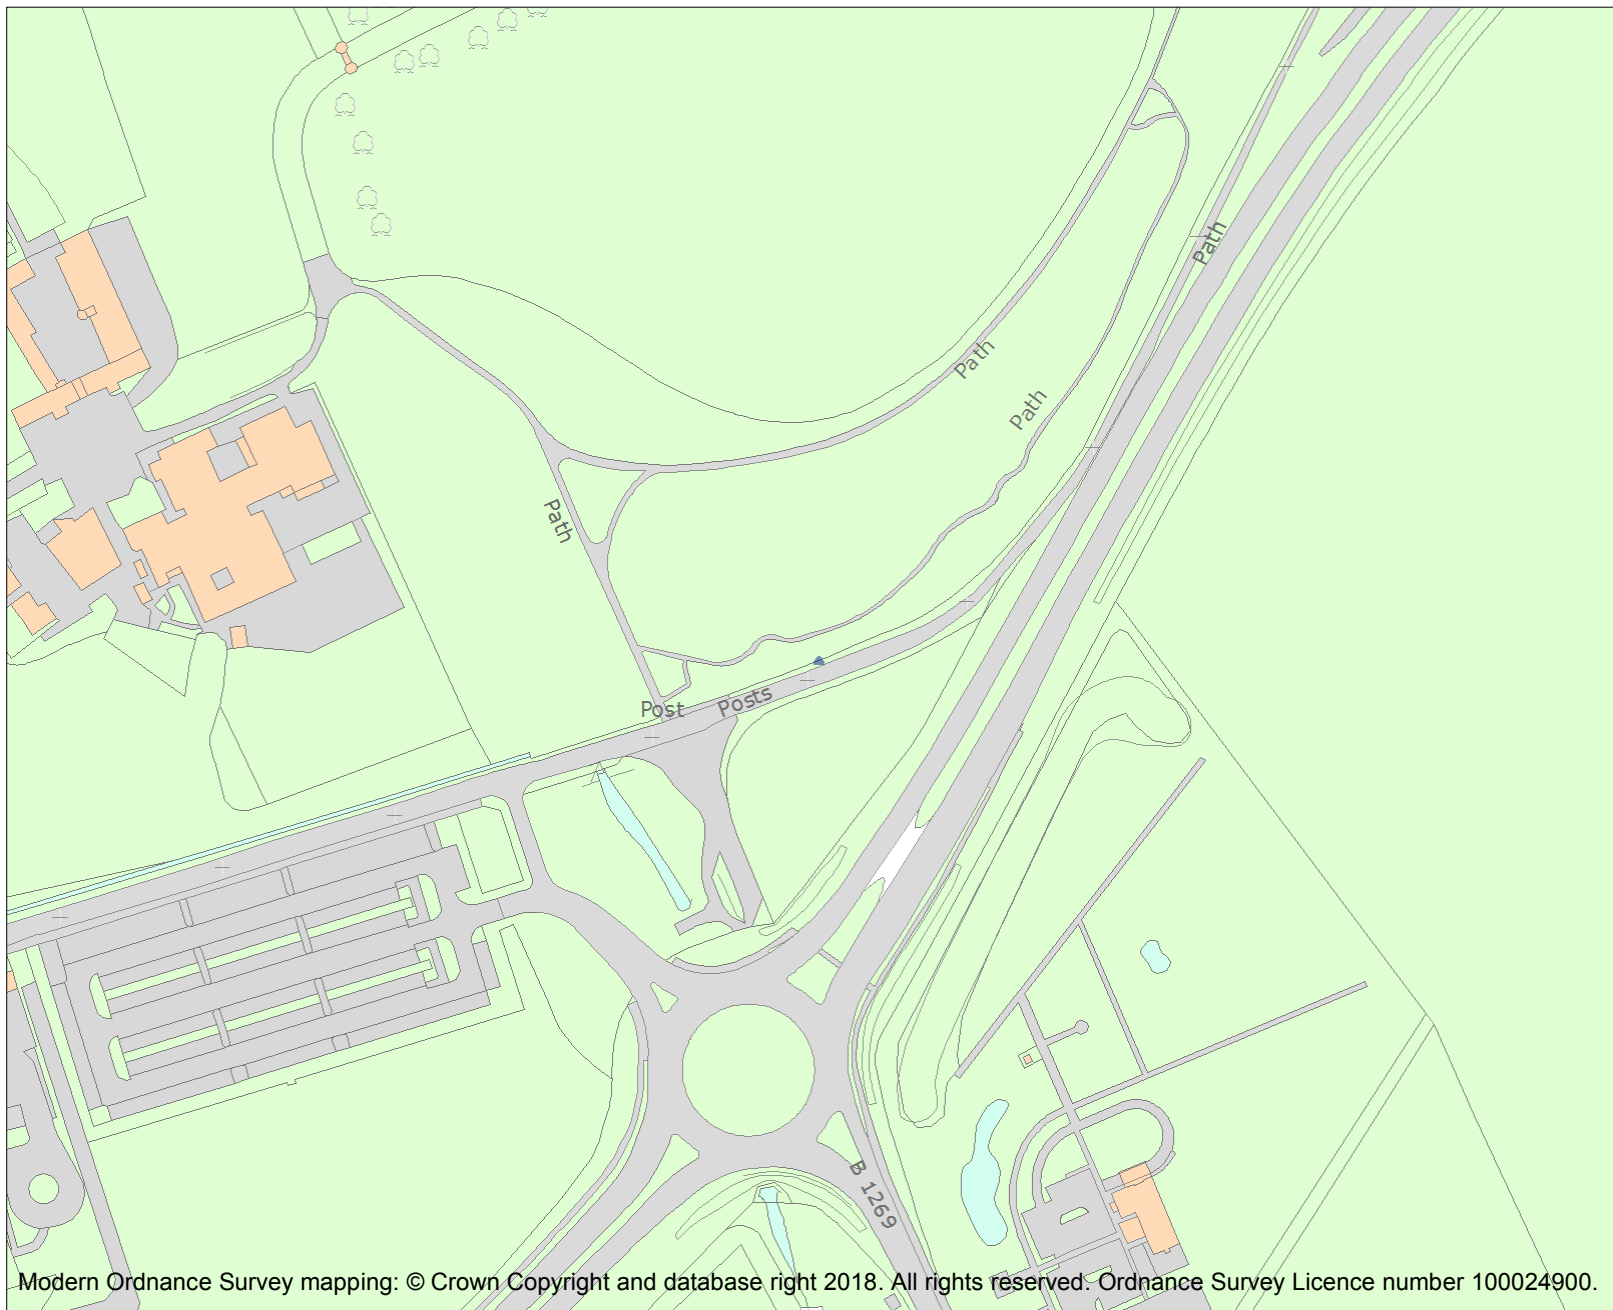 Path
Path
Path
Path
Post
Posts
B 1269
Modern Ordnance Survey mapping: © Crown Copyright and database right 2018. All rights reserved. Ordnance Survey Licence number 100024900.